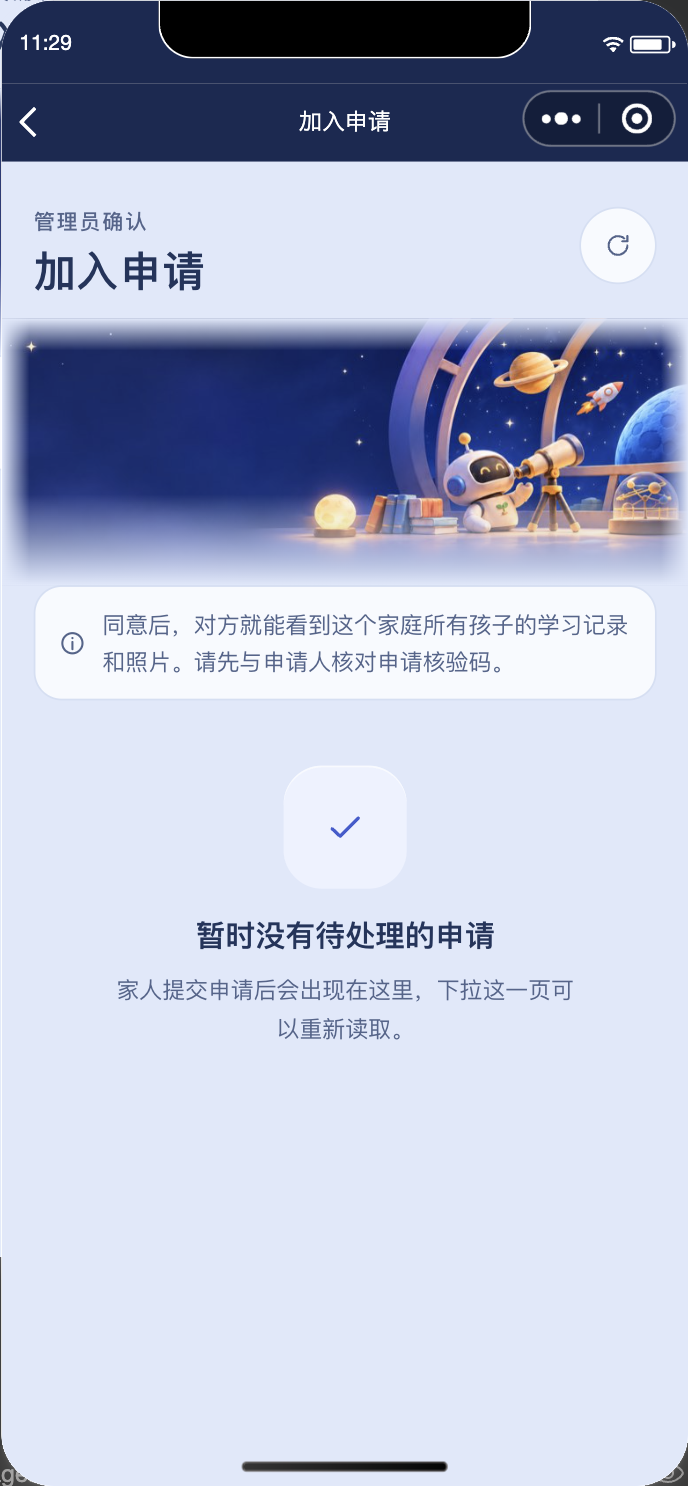 11:29
加入申请
管理员确认
加入申请
同意后，对方就能看到这个家庭所有孩子的学习记录
和照片。请先与申请人核对申请核验码。
暂时没有待处理的申请
家人提交申请后会出现在这里，下拉这一页可
以重新读取。